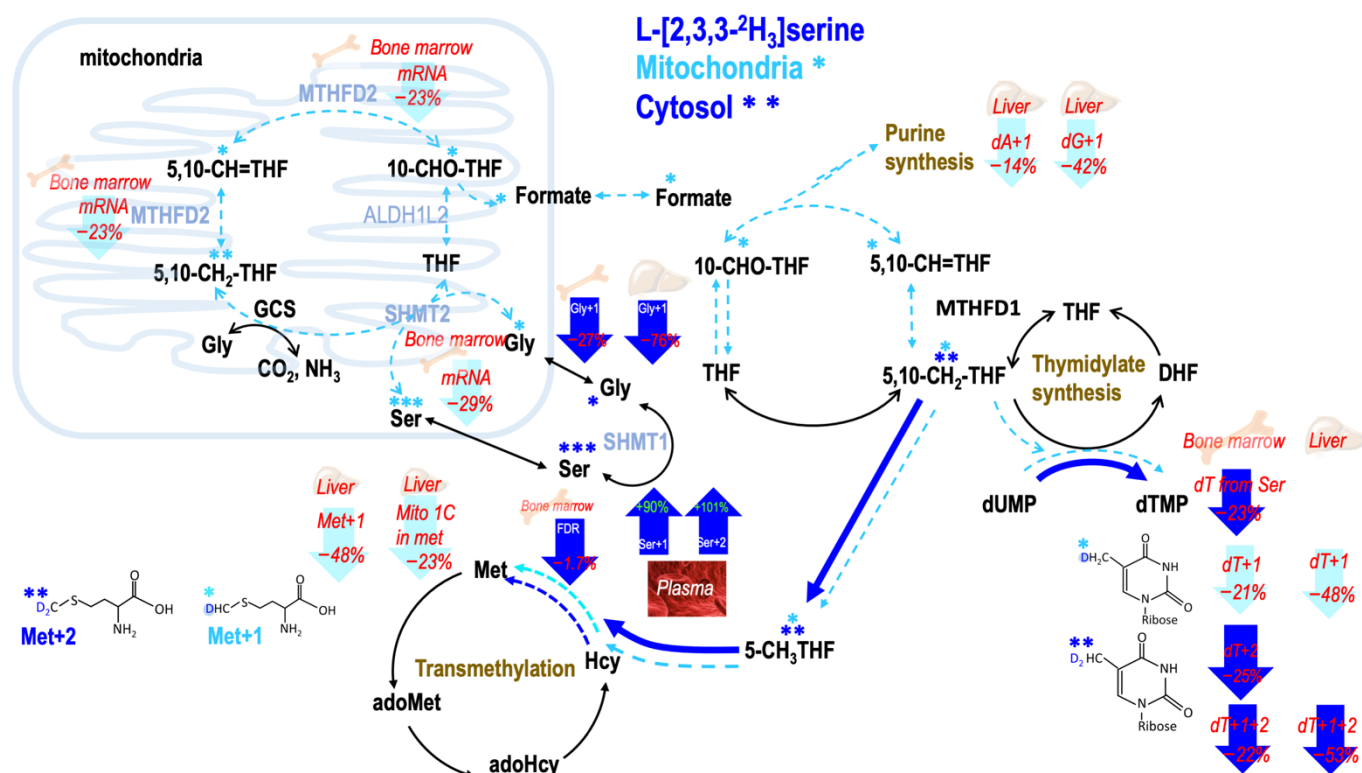 L-[2,3,3-²H₃]serine
Mitochondria *
Cytosol * *
mitochondria
Bone marrow
mRNA
−23%
MTHFD2
*
5,10-CH=THF
*
10-CHO-THF
Bone marrow
mRNA
−23%
MTHFD2
ALDH1L2
* Formate
*
Formate
**
5,10-CH₂-THF
THF
GCS
SHMT2
Gly
CO₂, NH₃
Bone marrow
mRNA
−29%
*
Gly
***
Ser
Gly+1
−27%
Gly+1
−76%
Gly
*
SHMT1
***
Ser
Purine
synthesis
Liver
dA+1
−14%
Liver
dG+1
−42%
*
10-CHO-THF
*
5,10-CH=THF
MTHFD1
THF
THF
*
**
5,10-CH₂-THF
Thymidylate
synthesis
DHF
dUMP
dTMP
Bone marrow
Liver
dT from Ser
−23%
dT+1
−21%
dT+1
−48%
dT+2
−25%
dT+1+2
−22%
dT+1+2
−53%
*
DH₂C
O
NH
N
O
Ribose
**
D₂HC
O
NH
N
O
Ribose
Liver
Met+1
−48%
Liver
Mito 1C
in met
−23%
Bone marrow
FDR
−1.7%
+90%
Ser+1
+101%
Ser+2
Plasma
Met
Hcy
*
**
5-CH₃THF
Transmethylation
adoMet
adoHcy
**
D₂C
S
O
OH
NH₂
Met+2
*
DHC
S
O
OH
NH₂
Met+1